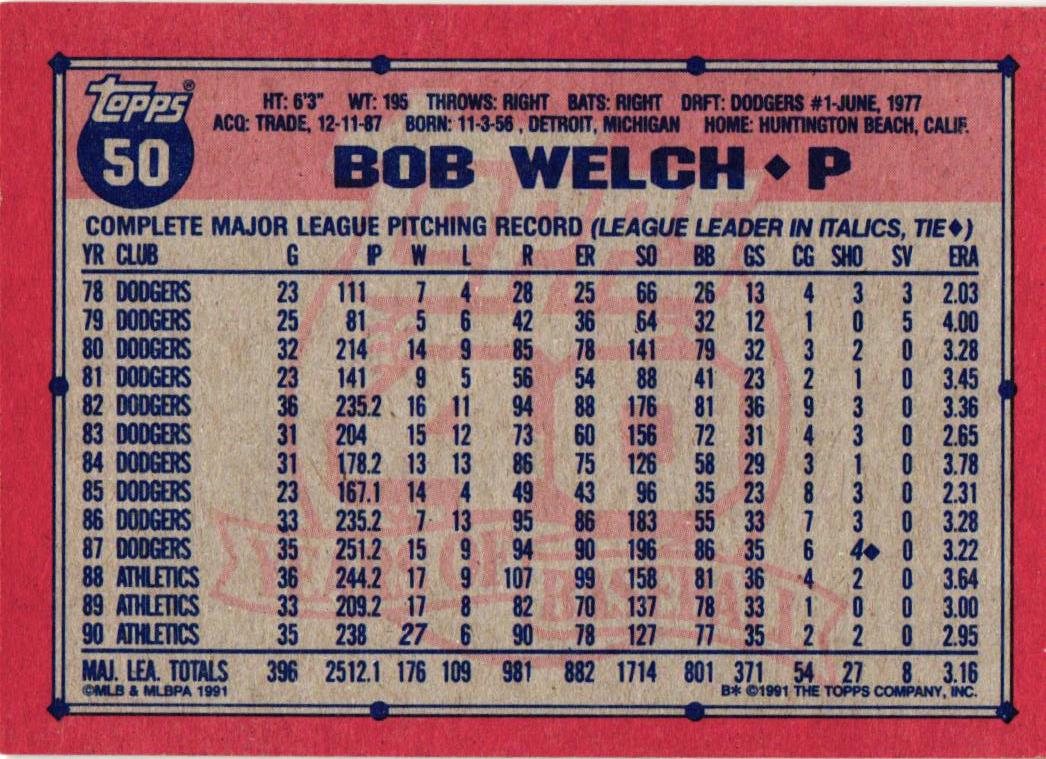 Topps®
50
HT: 6'3" WT: 195 THROWS: RIGHT BATS: RIGHT DRFT: DODGERS #1-JUNE, 1977
ACQ: TRADE, 12-11-87 BORN: 11-3-56 , DETROIT, MICHIGAN HOME: HUNTINGTON BEACH, CALIF.
BOB WELCH ◆ P
COMPLETE MAJOR LEAGUE PITCHING RECORD (LEAGUE LEADER IN ITALICS, TIE◆)
YR CLUB G IP W L R ER SO BB GS CG SHO SV ERA
78 DODGERS 23 111 7 4 28 25 66 26 13 4 3 3 2.03
79 DODGERS 25 81 5 6 42 36 64 32 12 1 0 5 4.00
80 DODGERS 32 214 14 9 85 78 141 79 32 3 2 0 3.28
81 DODGERS 23 141 9 5 56 54 88 41 23 2 1 0 3.45
82 DODGERS 36 235.2 16 11 94 88 176 81 36 9 3 0 3.36
83 DODGERS 31 204 15 12 73 60 156 72 31 4 3 0 2.65
84 DODGERS 31 178.2 13 13 86 75 126 58 29 3 1 0 3.78
85 DODGERS 23 167.1 14 4 49 43 96 35 23 8 3 0 2.31
86 DODGERS 33 235.2 7 13 95 86 183 55 33 7 3 0 3.28
87 DODGERS 35 251.2 15 9 94 90 196 86 35 6 4◆ 0 3.22
88 ATHLETICS 36 244.2 17 9 107 99 158 81 36 4 2 0 3.64
89 ATHLETICS 33 209.2 17 8 82 70 137 78 33 1 0 0 3.00
90 ATHLETICS 35 238 27 6 90 78 127 77 35 2 2 0 2.95
MAJ. LEA. TOTALS 396 2512.1 176 109 981 882 1714 801 371 54 27 8 3.16
©MLB & MLBPA 1991 B* ©1991 THE TOPPS COMPANY, INC.
Topps
40
YEARS OF BASEBALL